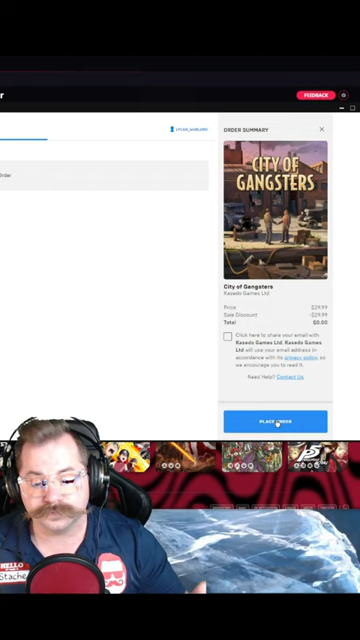 r
FEEDBACK
ORDER SUMMARY
Order
CITY OF
GANGSTERS
City of Gangsters
Kasedo Games Ltd.
Price $29.99
Sale Discount -$29.99
Total $0.00
Click here to share your email with
Kasedo Games Ltd. Kasedo Games
Ltd will use your email address in
accordance with its privacy policy, so
we encourage you to read it.
Need Help? Contact Us
PLACE ORDER
HELLO
Stache